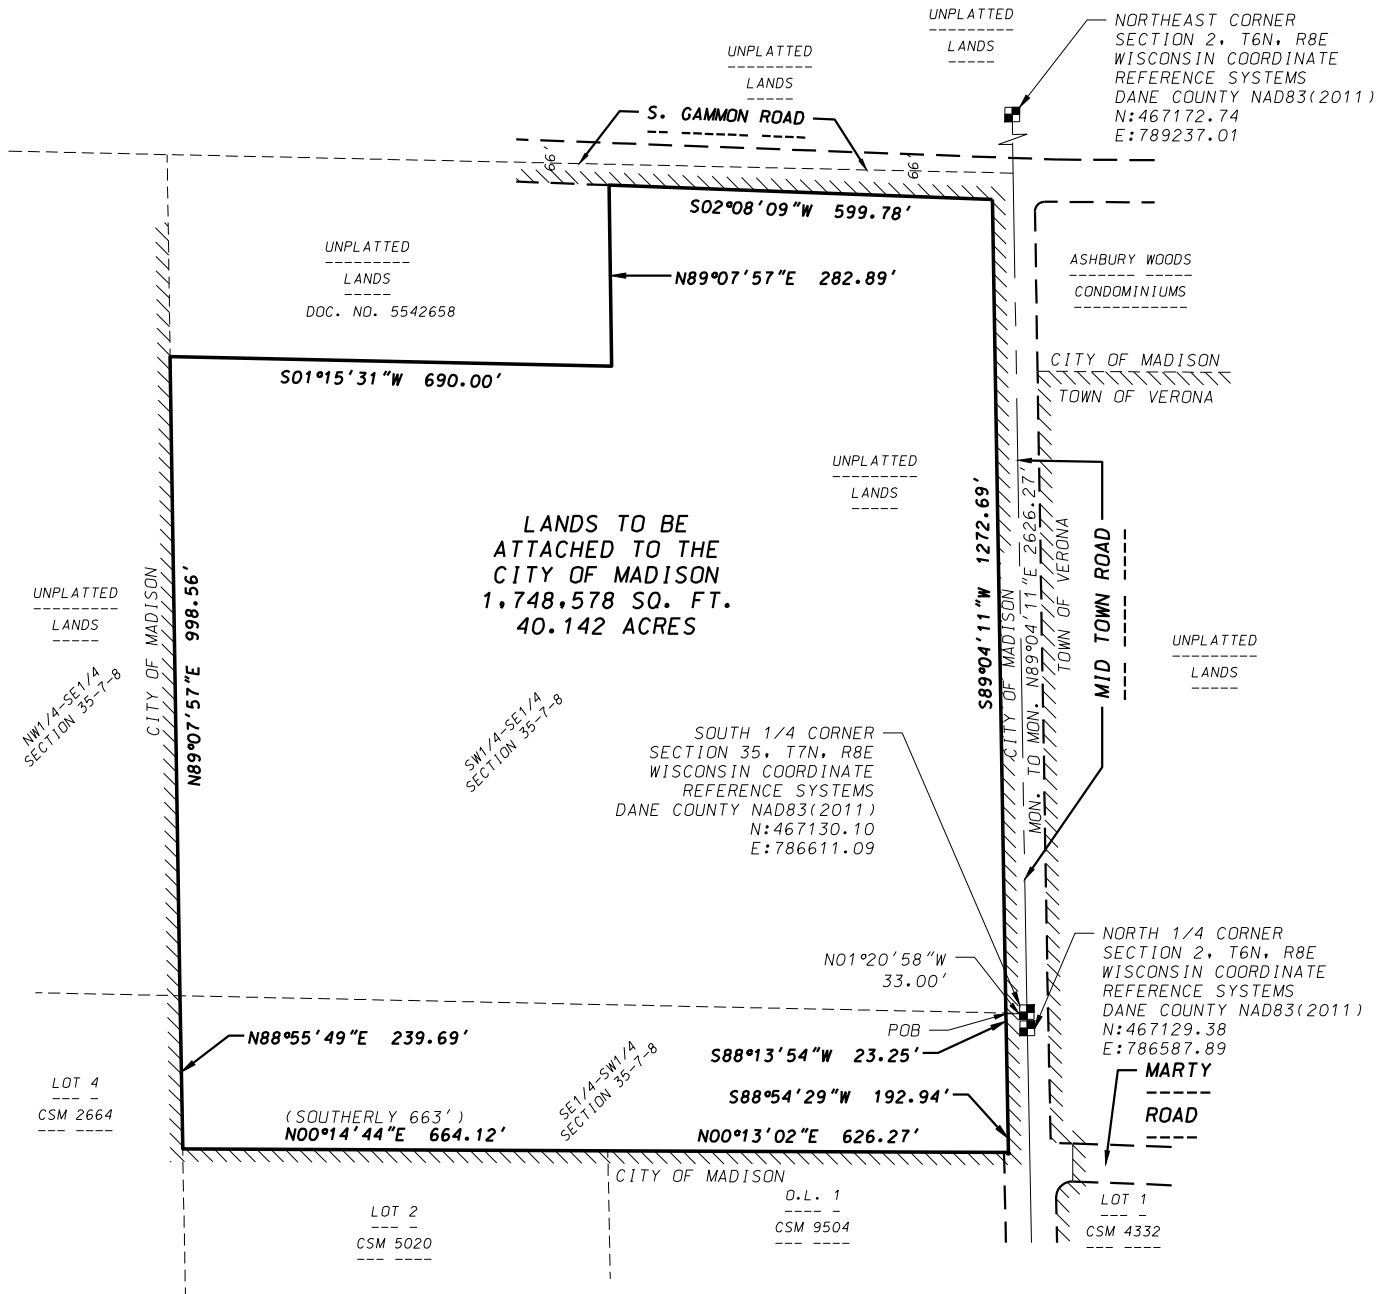 UNPLATTED
LANDS
NORTHEAST CORNER
SECTION 2, T6N, R8E
WISCONSIN COORDINATE
REFERENCE SYSTEMS
DANE COUNTY NAD83(2011)
N:467172.74
E:789237.01
UNPLATTED
LANDS
S. GAMMON ROAD
66'
66'
S02°08'09"W 599.78'
UNPLATTED
LANDS
DOC. NO. 5542658
N89°07'57"E 282.89'
ASHBURY WOODS
CONDOMINIUMS
CITY OF MADISON
TOWN OF VERONA
S01°15'31"W 690.00'
UNPLATTED
LANDS
LANDS TO BE
ATTACHED TO THE
CITY OF MADISON
1,748,578 SQ. FT.
40.142 ACRES
S89°04'11"W 1272.69'
CITY OF MADISON
MON. TO MON. N89°04'11"E 2626.27'
TOWN OF VERONA
MID TOWN ROAD
UNPLATTED
LANDS
UNPLATTED
LANDS
CITY OF MADISON
N89°07'57"E 998.56'
NW1/4-SE1/4
SECTION 35-7-8
SW1/4-SE1/4
SECTION 35-7-8
SOUTH 1/4 CORNER
SECTION 35, T7N, R8E
WISCONSIN COORDINATE
REFERENCE SYSTEMS
DANE COUNTY NAD83(2011)
N:467130.10
E:786611.09
N01°20'58"W
33.00'
NORTH 1/4 CORNER
SECTION 2, T6N, R8E
WISCONSIN COORDINATE
REFERENCE SYSTEMS
DANE COUNTY NAD83(2011)
N:467129.38
E:786587.89
POB
N88°55'49"E 239.69'
S88°13'54"W 23.25'
SE1/4-SW1/4
SECTION 35-7-8
S88°54'29"W 192.94'
MARTY
ROAD
LOT 4
CSM 2664
(SOUTHERLY 663')
N00°14'44"E 664.12'
N00°13'02"E 626.27'
CITY OF MADISON
LOT 2
CSM 5020
O.L. 1
CSM 9504
LOT 1
CSM 4332